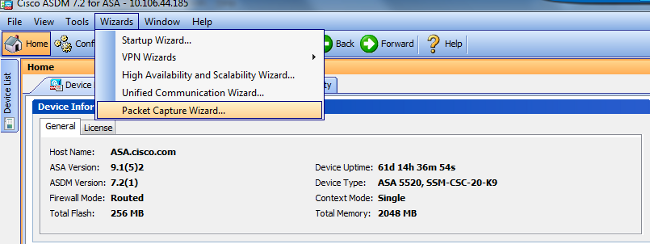 Cisco ASDM 7.2 for ASA - 10.106.44.185
File View Tools Wizards Window Help
Home Back Forward Help
Startup Wizard...
VPN Wizards
High Availability and Scalability Wizard...
Unified Communication Wizard...
Packet Capture Wizard...
Device List
Home
Device
Device Infor
General License
Host Name: ASA.cisco.com
ASA Version: 9.1(5)2 Device Uptime: 61d 14h 36m 54s
ASDM Version: 7.2(1) Device Type: ASA 5520, SSM-CSC-20-K9
Firewall Mode: Routed Context Mode: Single
Total Flash: 256 MB Total Memory: 2048 MB